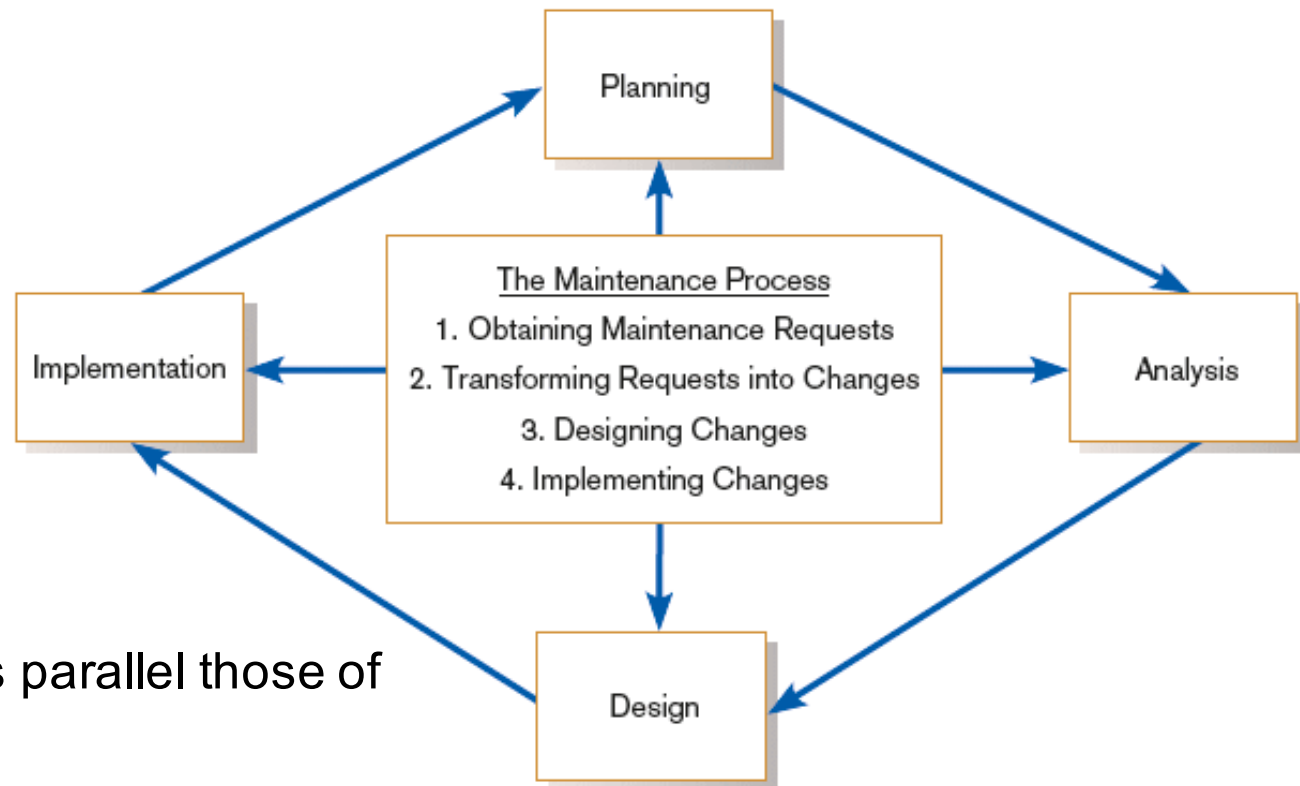 Planning
The Maintenance Process
1. Obtaining Maintenance Requests
2. Transforming Requests into Changes
3. Designing Changes
4. Implementing Changes
Implementation
Analysis
s parallel those of
Design